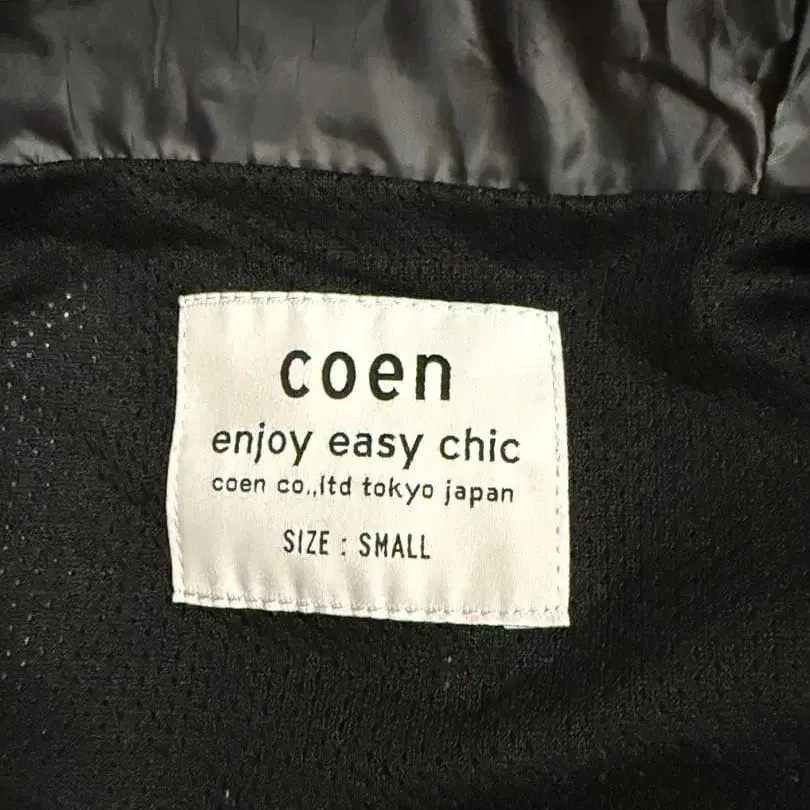 coen
enjoy easy chic
coen co.,ltd tokyo japan
SIZE : SMALL